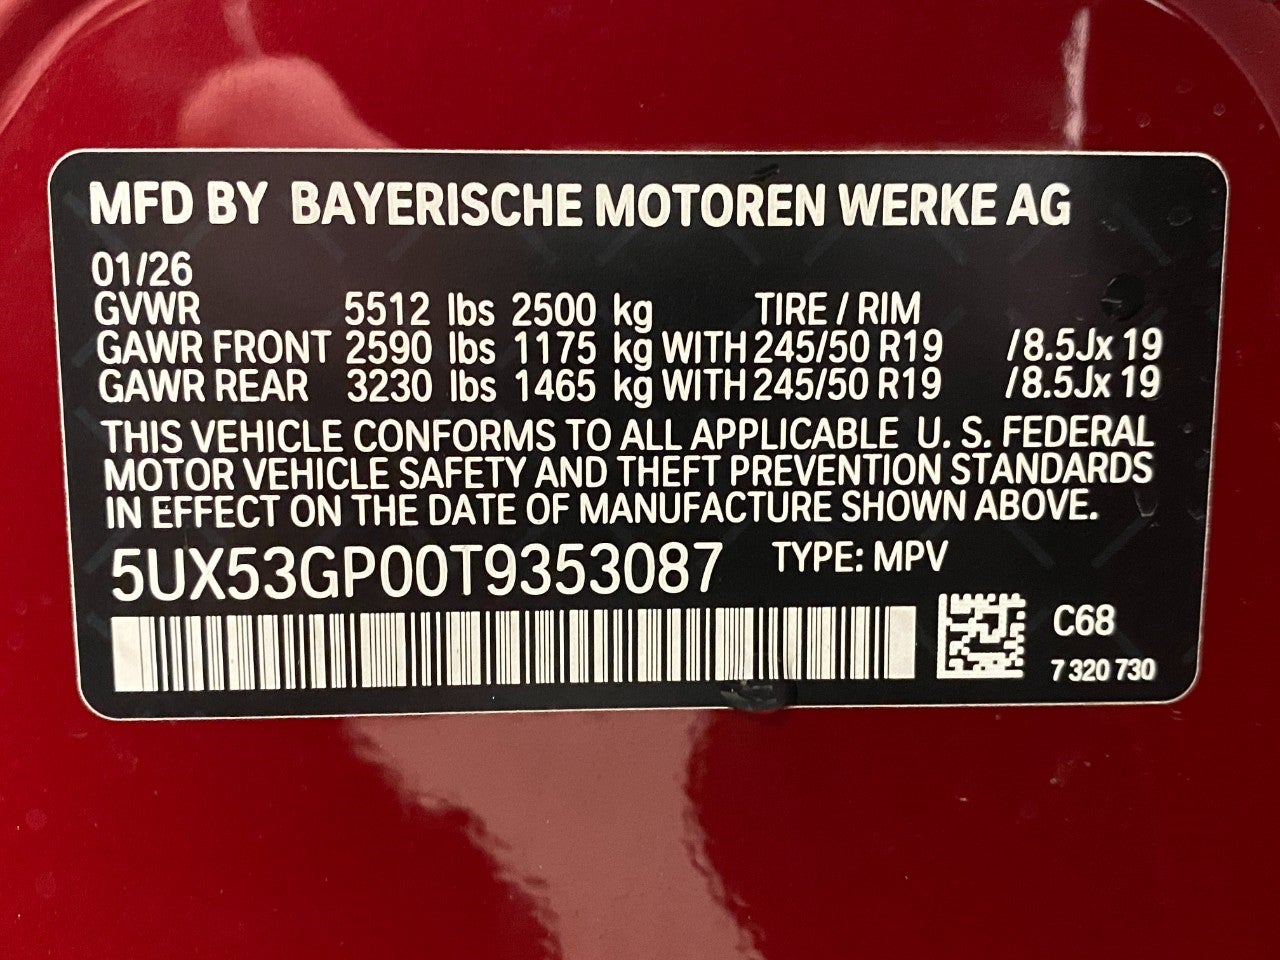 MFD BY BAYERISCHE MOTOREN WERKE AG
01/26
GVWR 5512 lbs 2500 kg TIRE / RIM
GAWR FRONT 2590 lbs 1175 kg WITH 245/50 R19 /8.5Jx 19
GAWR REAR 3230 lbs 1465 kg WITH 245/50 R19 /8.5Jx 19
THIS VEHICLE CONFORMS TO ALL APPLICABLE U. S. FEDERAL
MOTOR VEHICLE SAFETY AND THEFT PREVENTION STANDARDS
IN EFFECT ON THE DATE OF MANUFACTURE SHOWN ABOVE.
5UX53GP00T9353087 TYPE: MPV
C68
7 320 730